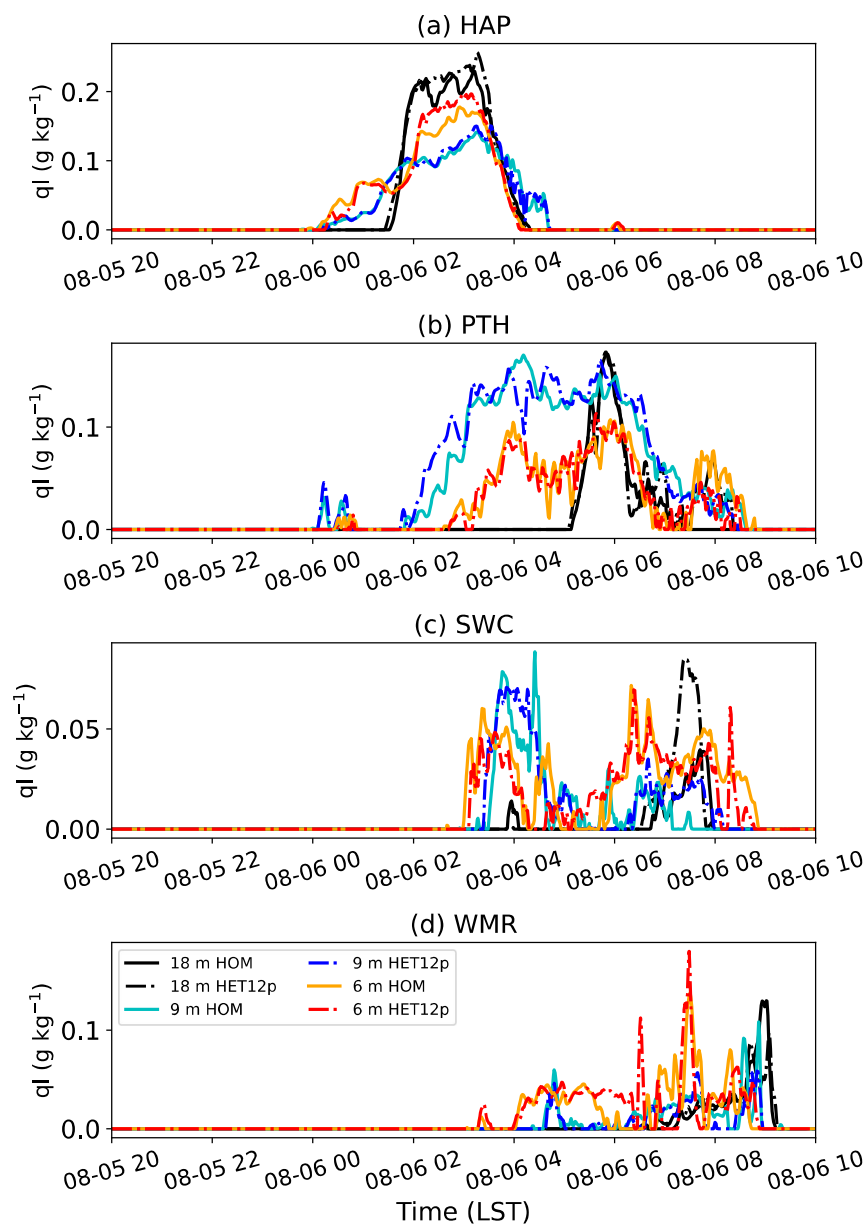 (a) HAP
ql (g kg⁻¹)
0.2
0.1
0.0
08-05 20 08-05 22 08-06 00 08-06 02 08-06 04 08-06 06 08-06 08 08-06 10
(b) PTH
ql (g kg⁻¹)
0.1
0.0
08-05 20 08-05 22 08-06 00 08-06 02 08-06 04 08-06 06 08-06 08 08-06 10
(c) SWC
ql (g kg⁻¹)
0.05
0.00
08-05 20 08-05 22 08-06 00 08-06 02 08-06 04 08-06 06 08-06 08 08-06 10
(d) WMR
ql (g kg⁻¹)
0.1
0.0
18 m HOM
18 m HET12p
9 m HOM
9 m HET12p
6 m HOM
6 m HET12p
08-05 20 08-05 22 08-06 00 08-06 02 08-06 04 08-06 06 08-06 08 08-06 10
Time (LST)